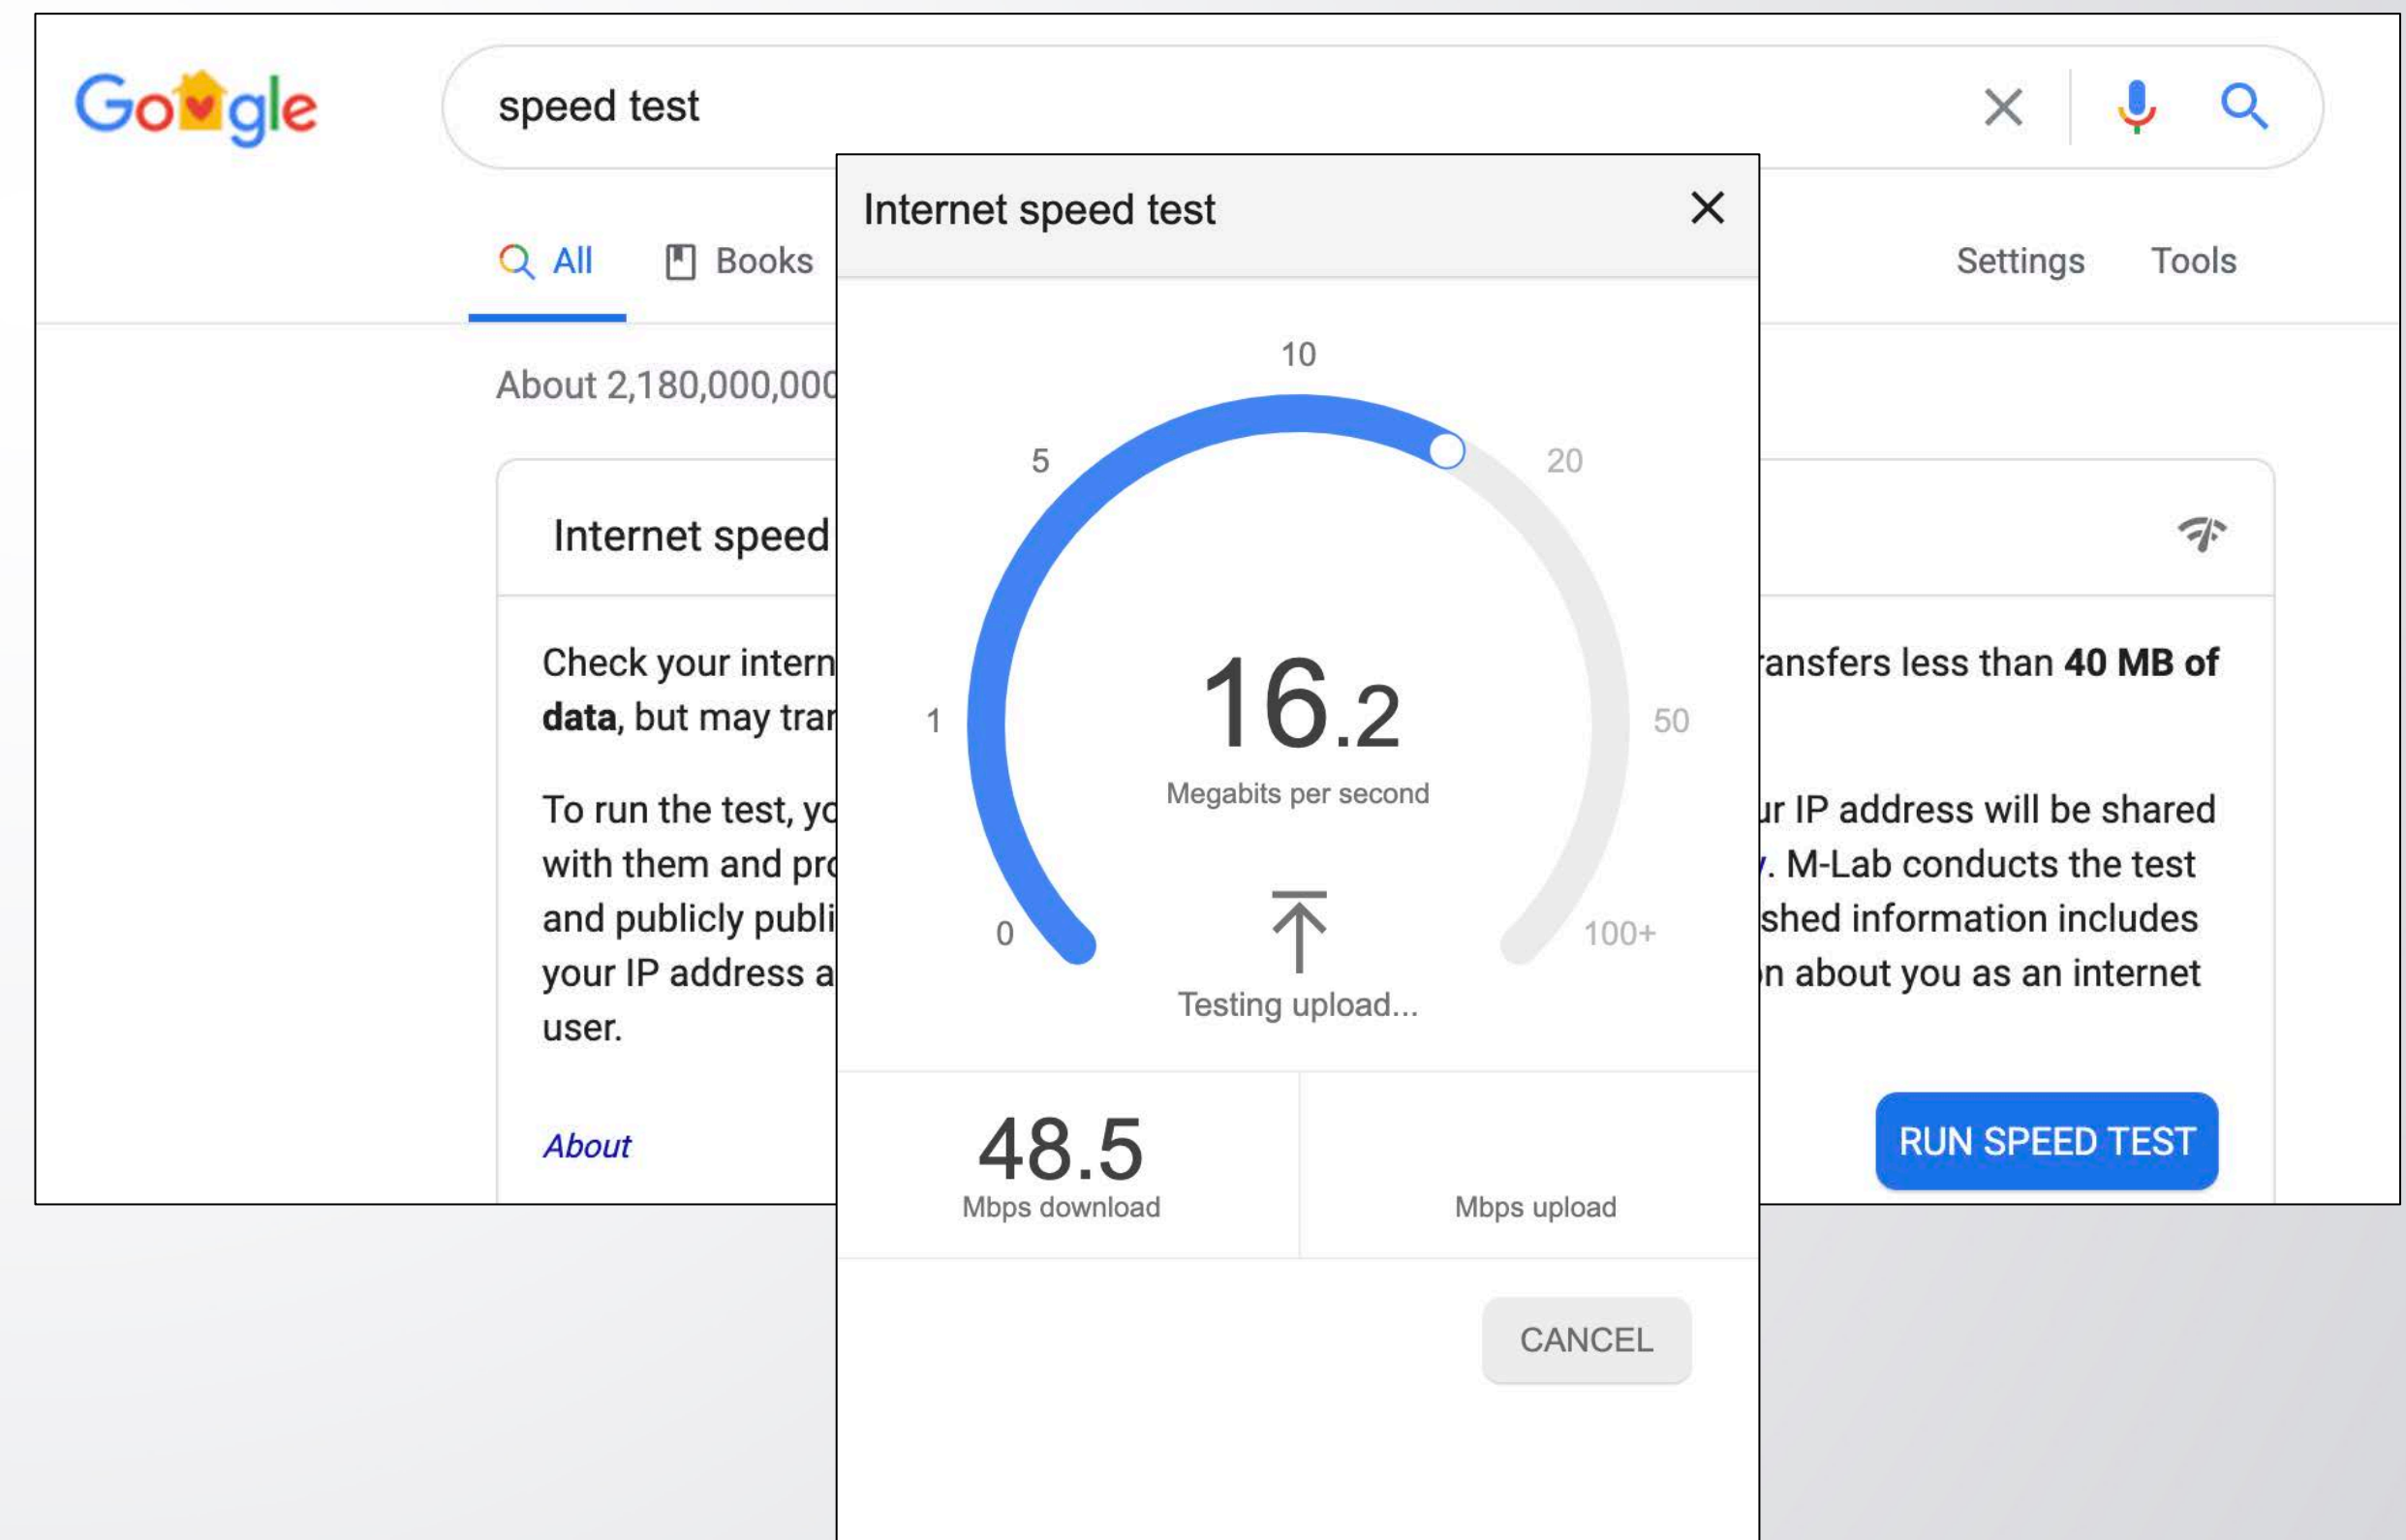 Google
speed test
All
Books
Settings
Tools
About 2,180,000,000
Internet speed
Check your intern
ansfers less than 40 MB of
data, but may
To run the test,
ur IP address will be shared
with them and pro
. M-Lab conducts the test
and publicly publi
shed information includes
your IP address a
n about you as an internet
user.
About
RUN SPEED TEST
Internet speed test
10
5
20
1
50
0
100+
16.2
Megabits per second
Testing upload...
48.5
Mbps download
Mbps upload
CANCEL